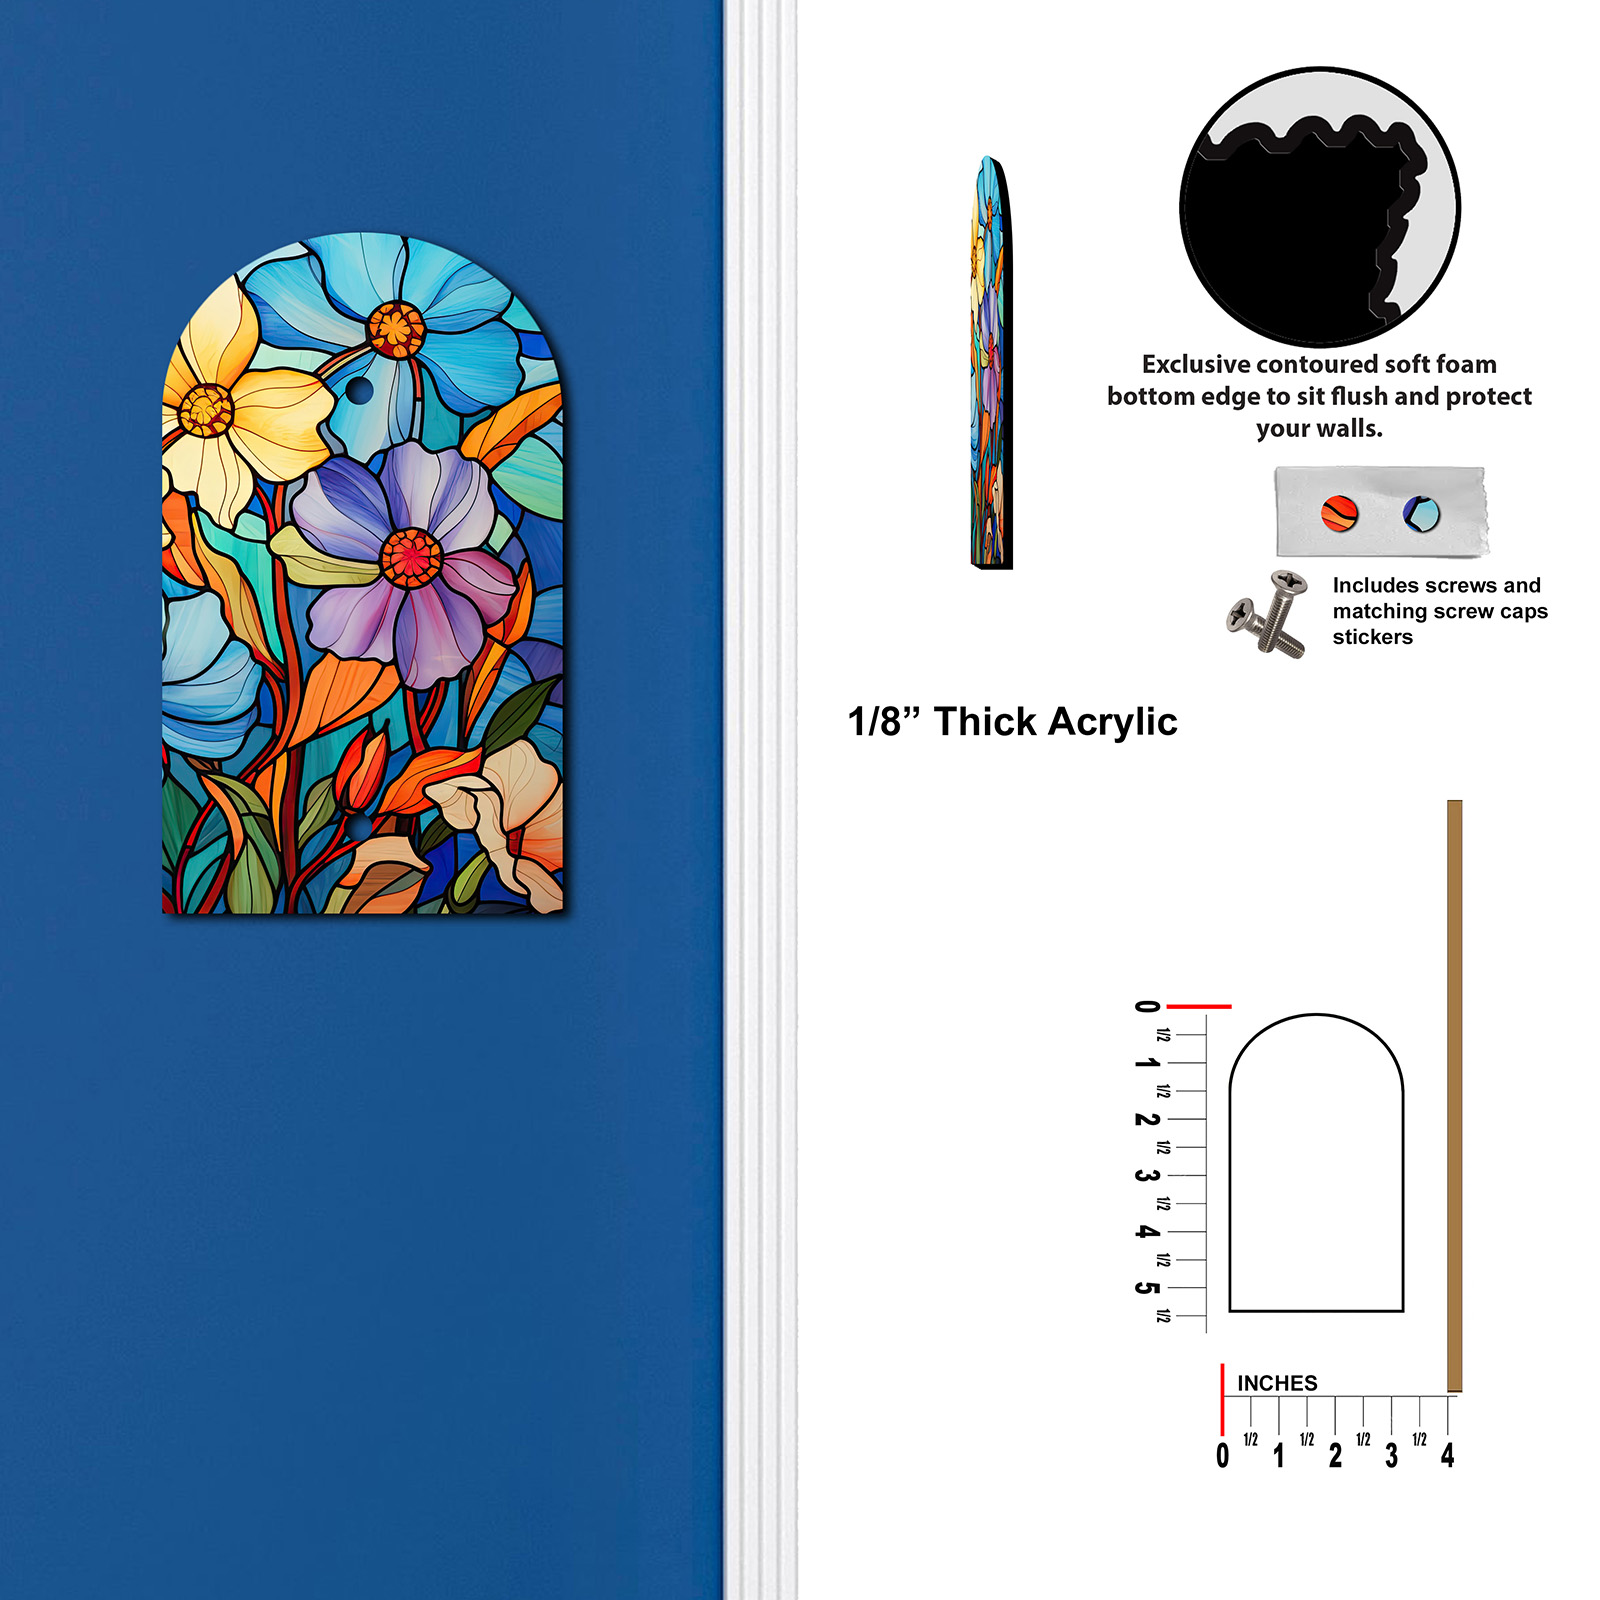 Exclusive contoured soft foam
bottom edge to sit flush and protect
your walls.
Includes screws and
matching screw caps
stickers
1/8” Thick Acrylic
0
1/2
1
1/2
2
1/2
3
1/2
4
1/2
5
1/2
INCHES
0 1/2 1 1/2 2 1/2 3 1/2 4